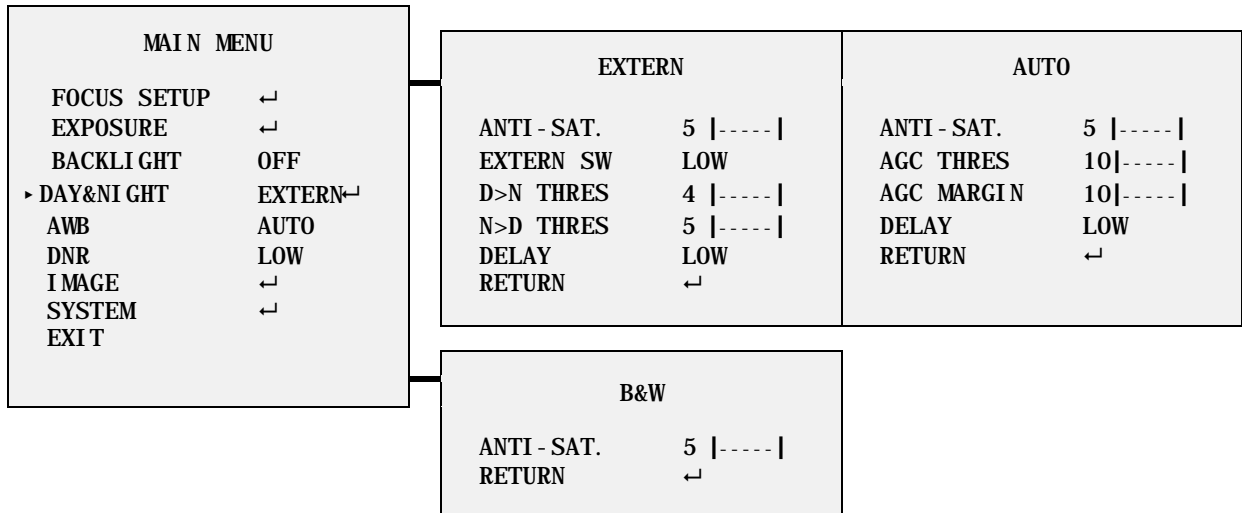 MAIN MENU
FOCUS SETUP ↵
EXPOSURE ↵
BACKLIGHT OFF
▸DAY&NIGHT EXTERN↵
AWB AUTO
DNR LOW
IMAGE ↵
SYSTEM ↵
EXIT
EXTERN
ANTI-SAT. 5 |-----|
EXTERN SW LOW
D>N THRES 4 |-----|
N>D THRES 5 |-----|
DELAY LOW
RETURN ↵
AUTO
ANTI-SAT. 5 |-----|
AGC THRES 10|-----|
AGC MARGIN 10|-----|
DELAY LOW
RETURN ↵
B&W
ANTI-SAT. 5 |-----|
RETURN ↵